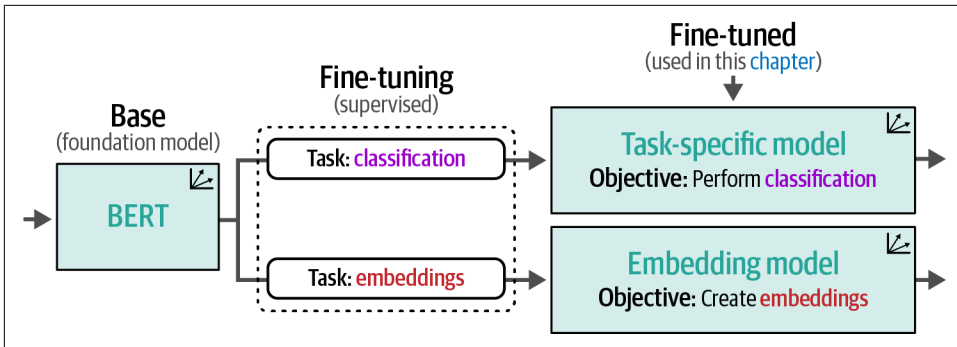 Base
(foundation model)
BERT
Fine-tuning
(supervised)
Task: classification
Task: embeddings
Fine-tuned
(used in this chapter)
Task-specific model
Objective: Perform classification
Embedding model
Objective: Create embeddings